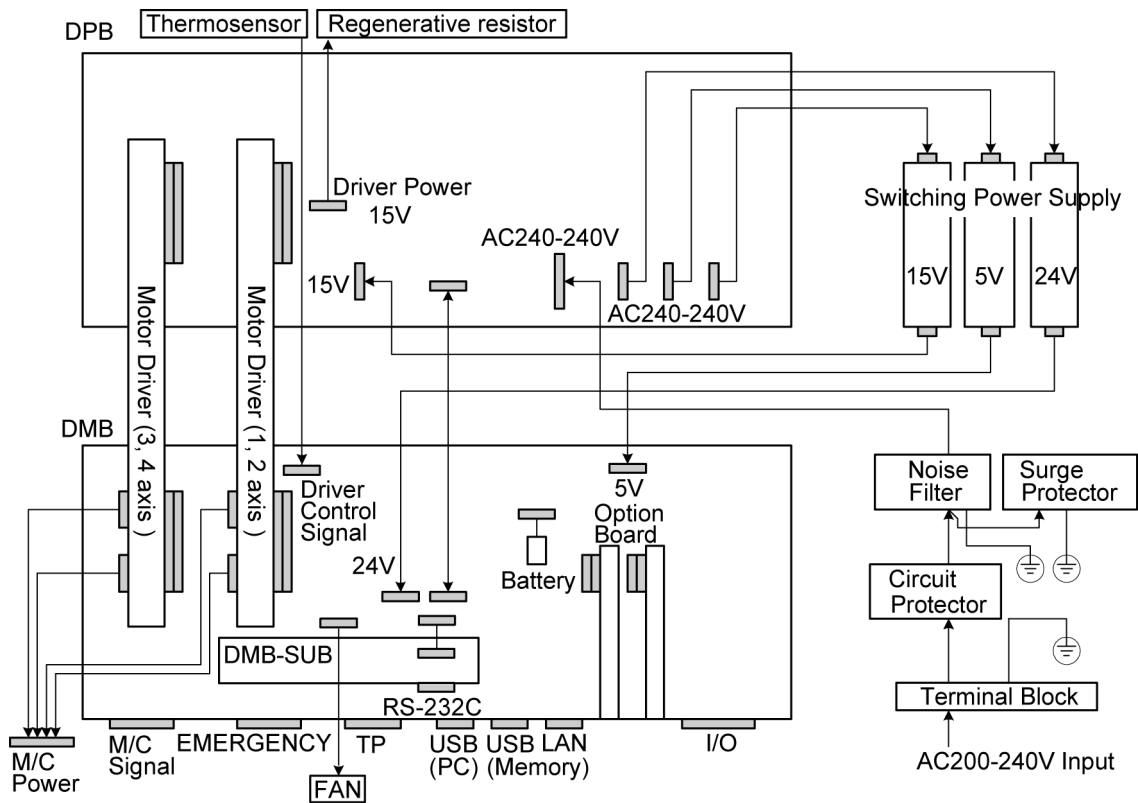 Thermosensor
Regenerative resistor
DPB
Driver Power
15V
AC240-240V
15V
AC240-240V
Switching Power Supply
15V
5V
24V
Motor Driver (3, 4 axis )
Motor Driver (1, 2 axis )
DMB
Driver
Control
Signal
5V
Option
Board
Battery
24V
DMB-SUB
RS-232C
Noise
Filter
Surge
Protector
Circuit
Protector
Terminal Block
AC200-240V Input
M/C
Power
M/C
Signal
EMERGENCY
TP
USB
(PC)
USB
(Memory)
LAN
I/O
FAN